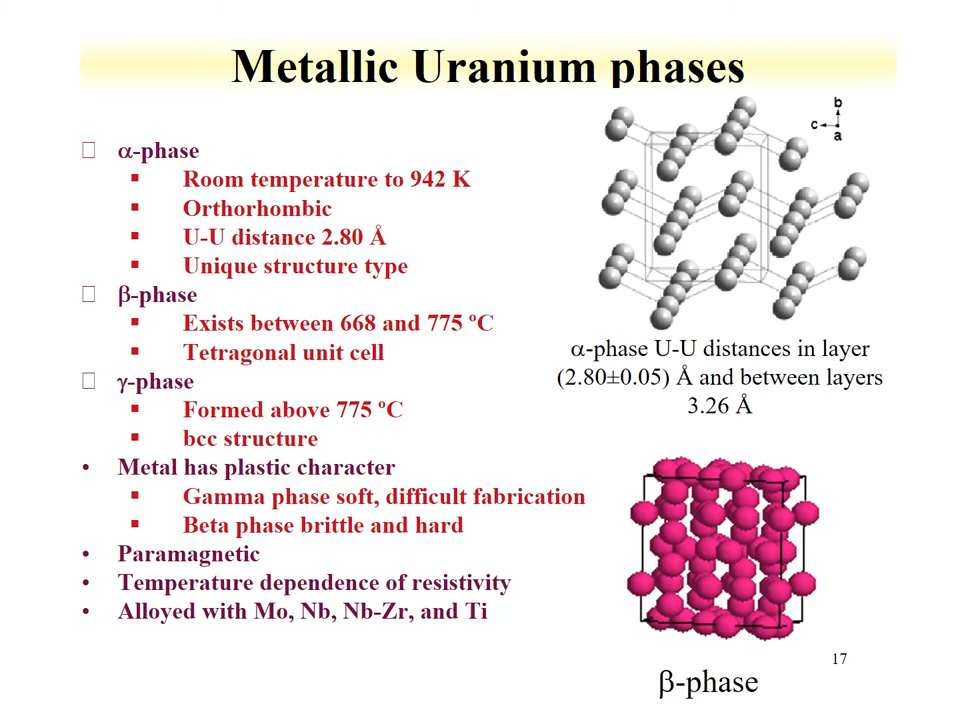 Metallic Uranium phases
α-phase
▪ Room temperature to 942 K
▪ Orthorhombic
▪ U-U distance 2.80 Å
▪ Unique structure type
β-phase
▪ Exists between 668 and 775 ºC
▪ Tetragonal unit cell
γ-phase
▪ Formed above 775 ºC
▪ bcc structure
• Metal has plastic character
▪ Gamma phase soft, difficult fabrication
▪ Beta phase brittle and hard
• Paramagnetic
• Temperature dependence of resistivity
• Alloyed with Mo, Nb, Nb-Zr, and Ti
b
c
a
α-phase U-U distances in layer
(2.80±0.05) Å and between layers
3.26 Å
β-phase
17